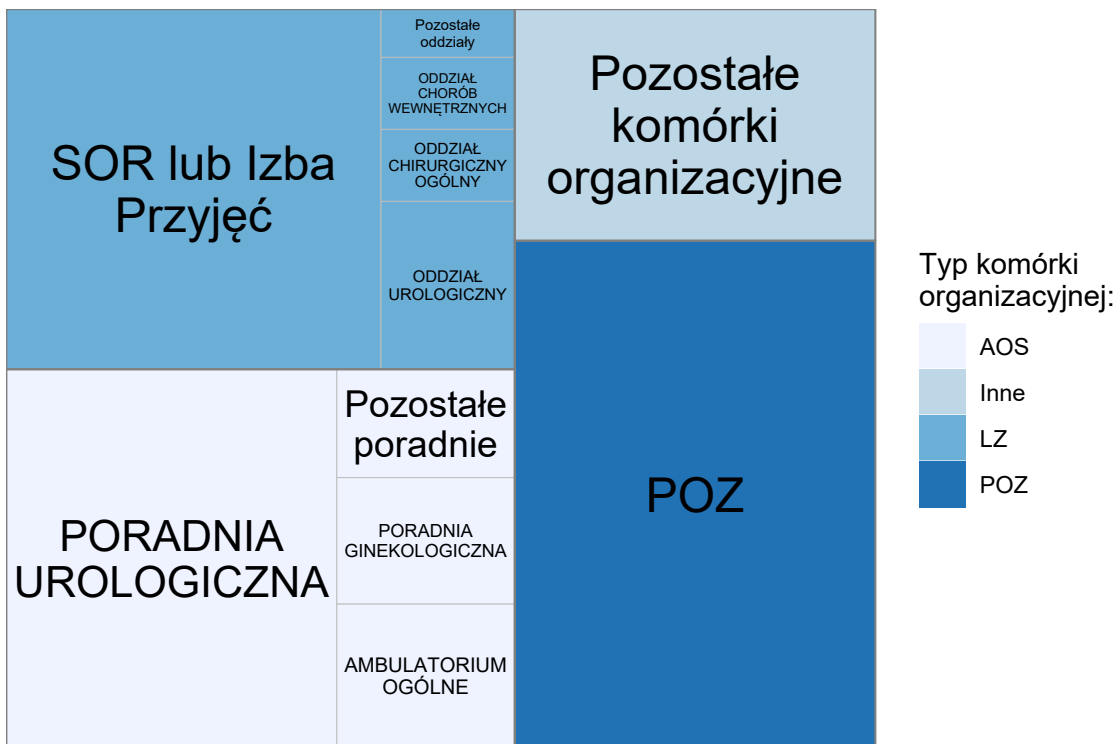 SOR lub Izba
Przyjęć
Pozostałe
oddziały
ODDZIAŁ
CHORÓB
WEWNĘTRZNYCH
ODDZIAŁ
CHIRURGICZNY
OGÓLNY
ODDZIAŁ
UROLOGICZNY
Pozostałe
komórki
organizacyjne
POZ
PORADNIA
UROLOGICZNA
Pozostałe
poradnie
PORADNIA
GINEKOLOGICZNA
AMBULATORIUM
OGÓLNE
Typ komórki
organizacyjnej:
AOS
Inne
LZ
POZ